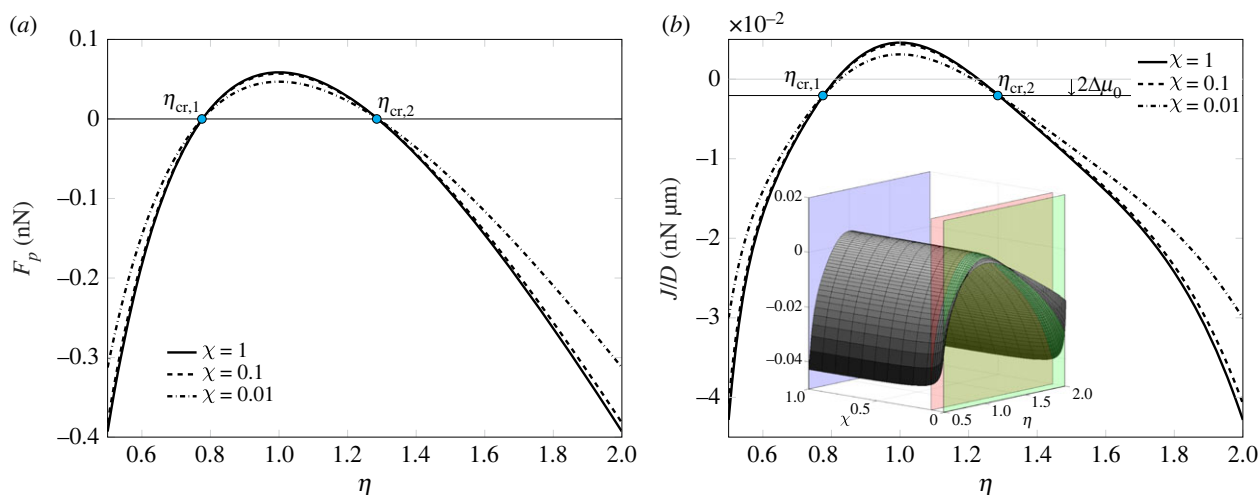 (a)
0.1
0
–0.1
–0.2
–0.3
–0.4
F_p (nN)
η_cr,1
η_cr,2
χ = 1
χ = 0.1
χ = 0.01
0.6 0.8 1.0 1.2 1.4 1.6 1.8 2.0
η
(b)
×10⁻²
0
–1
–2
–3
–4
J/D (nN μm)
η_cr,1
η_cr,2
↓2Δμ₀
χ = 1
χ = 0.1
χ = 0.01
0.02
0
–0.02
–0.04
1.0 0.5 0
χ
0.5 1.0 1.5 2.0
η
0.6 0.8 1.0 1.2 1.4 1.6 1.8 2.0
η